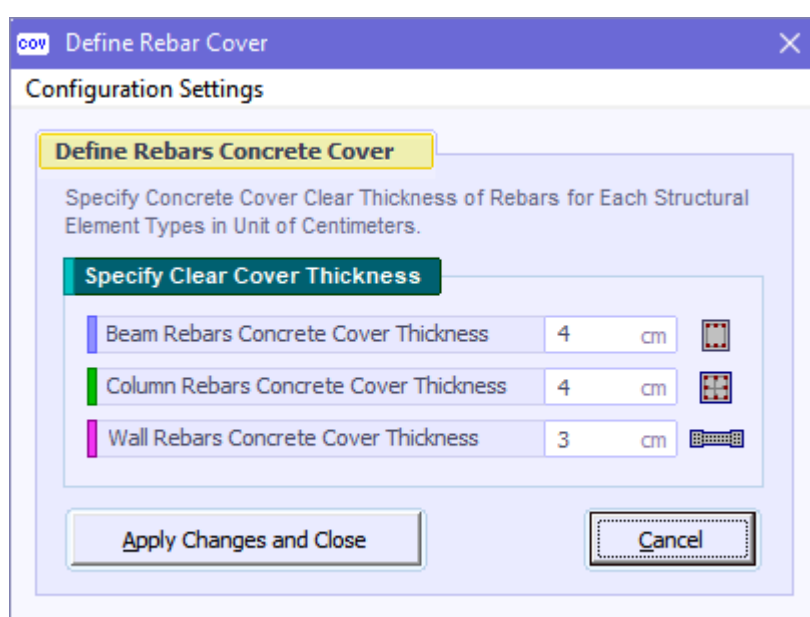 cov Define Rebar Cover
Configuration Settings
Define Rebars Concrete Cover
Specify Concrete Cover Clear Thickness of Rebars for Each Structural
Element Types in Unit of Centimeters.
Specify Clear Cover Thickness
Beam Rebars Concrete Cover Thickness 4 cm
Column Rebars Concrete Cover Thickness 4 cm
Wall Rebars Concrete Cover Thickness 3 cm
Apply Changes and Close Cancel